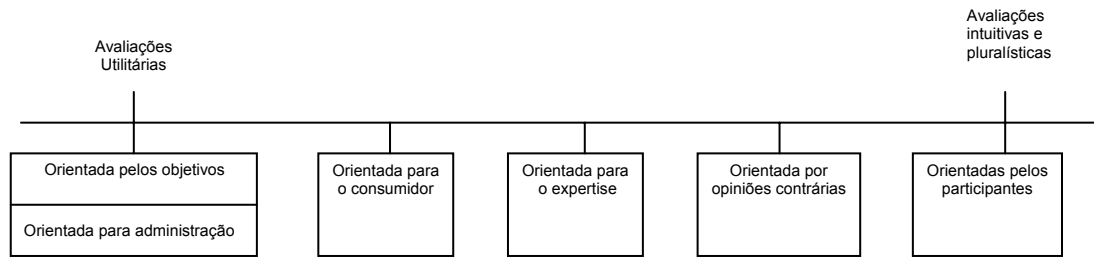 Avaliações
Utilitárias
Avaliações
intuitivas e
pluralísticas
Orientada pelos objetivos
Orientada para administração
Orientada para
o consumidor
Orientada para
o expertise
Orientada por
opiniões contrárias
Orientadas pelos
participantes